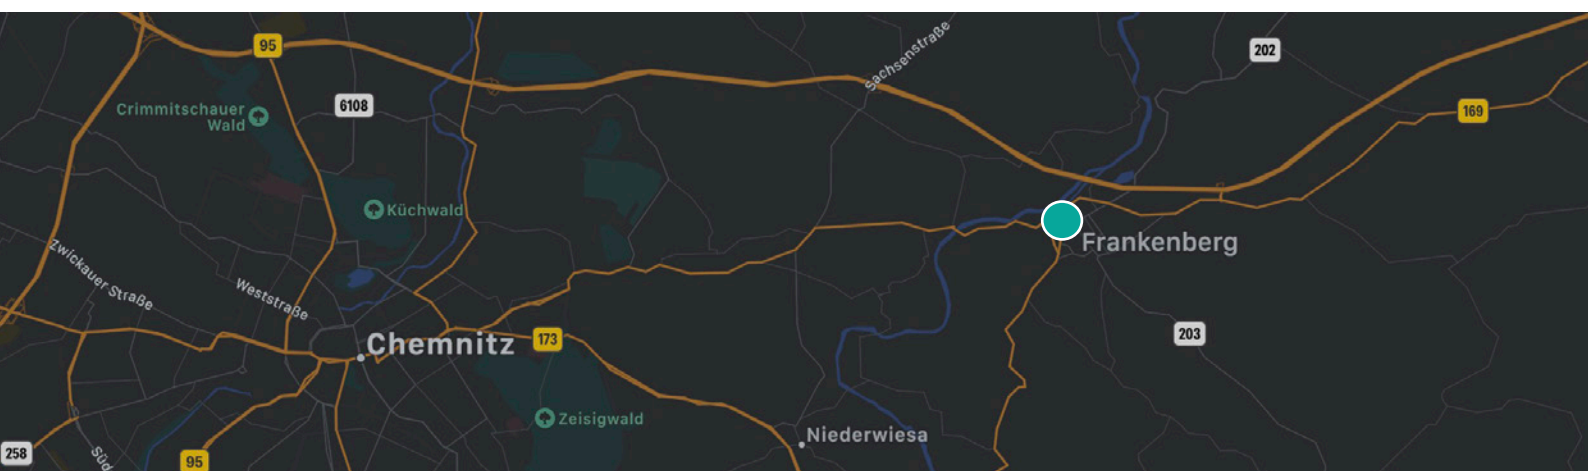 95
202
Sachsenstraße
6108
Crimmitschauer
Wald
169
Küchwald
Frankenberg
Zwickauer Straße
Weststraße
203
Chemnitz
173
Zeisigwald
Niederwiesa
258
Süd
95